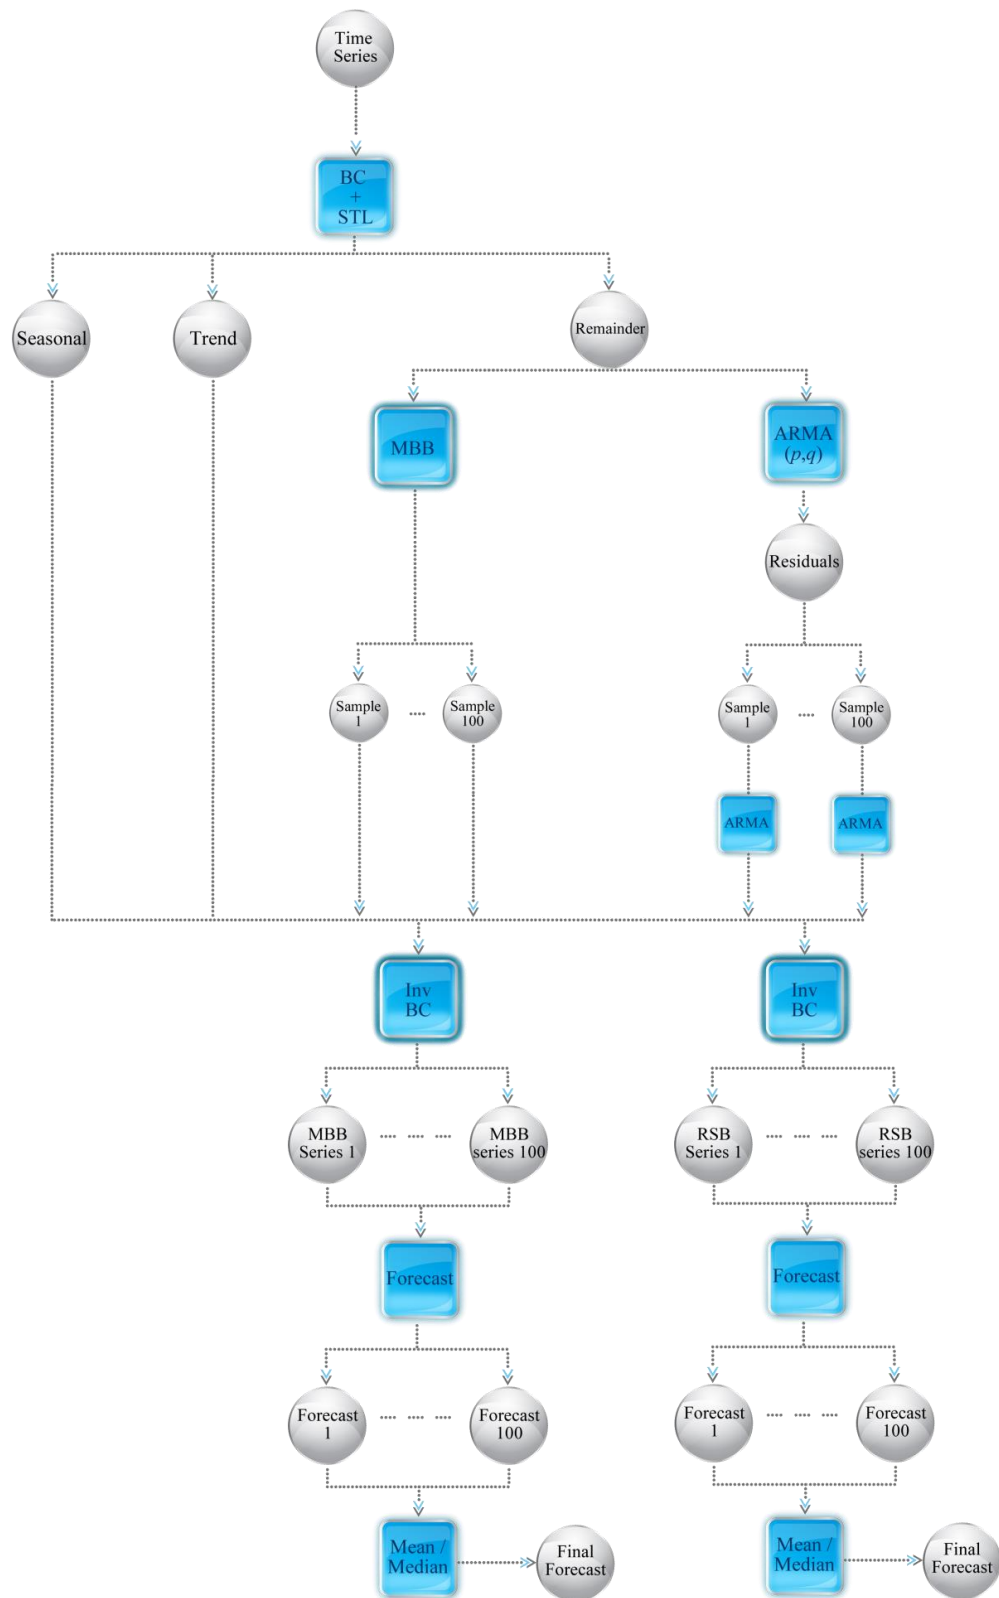 Time
Series
BC
+
STL
Seasonal
Trend
Remainder
MBB
ARMA
(p,q)
Residuals
Sample
1
....
Sample
100
Sample
1
....
Sample
100
ARMA
ARMA
Inv
BC
Inv
BC
MBB
Series 1
.... .... ....
MBB
series 100
RSB
Series 1
.... .... ....
RSB
series 100
Forecast
Forecast
Forecast
1
.... .... ....
Forecast
100
Forecast
1
.... .... ....
Forecast
100
Mean /
Median
Final
Forecast
Mean /
Median
Final
Forecast